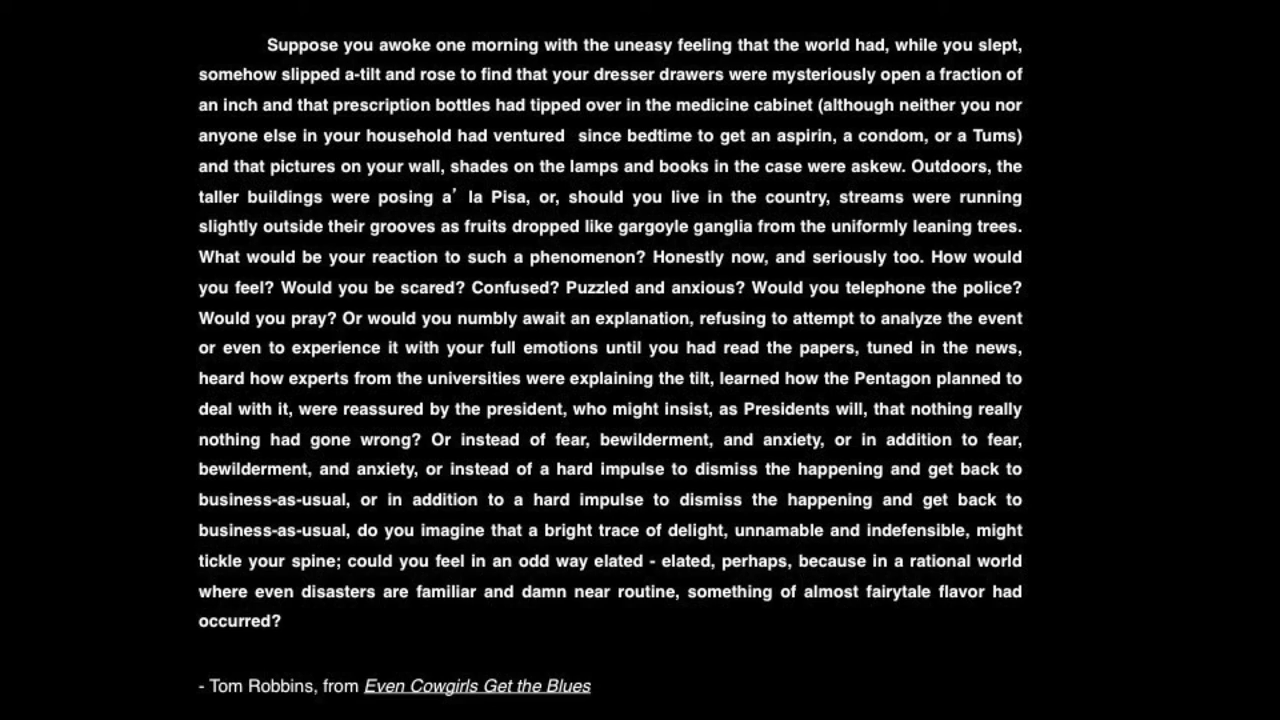 Suppose you awoke one morning with the uneasy feeling that the world had, while you slept,
somehow slipped a-tilt and rose to find that your dresser drawers were mysteriously open a fraction of
an inch and that prescription bottles had tipped over in the medicine cabinet (although neither you nor
anyone else in your household had ventured  since bedtime to get an aspirin, a condom, or a Tums)
and that pictures on your wall, shades on the lamps and books in the case were askew. Outdoors, the
taller buildings were posing a’ la Pisa, or, should you live in the country, streams were running
slightly outside their grooves as fruits dropped like gargoyle ganglia from the uniformly leaning trees.
What would be your reaction to such a phenomenon? Honestly now, and seriously too. How would
you feel? Would you be scared? Confused? Puzzled and anxious? Would you telephone the police?
Would you pray? Or would you numbly await an explanation, refusing to attempt to analyze the event
or even to experience it with your full emotions until you had read the papers, tuned in the news,
heard how experts from the universities were explaining the tilt, learned how the Pentagon planned to
deal with it, were reassured by the president, who might insist, as Presidents will, that nothing really
nothing had gone wrong? Or instead of fear, bewilderment, and anxiety, or in addition to fear,
bewilderment, and anxiety, or instead of a hard impulse to dismiss the happening and get back to
business-as-usual, or in addition to a hard impulse to dismiss the happening and get back to
business-as-usual, do you imagine that a bright trace of delight, unnamable and indefensible, might
tickle your spine; could you feel in an odd way elated - elated, perhaps, because in a rational world
where even disasters are familiar and damn near routine, something of almost fairytale flavor had
occurred?
- Tom Robbins, from Even Cowgirls Get the Blues